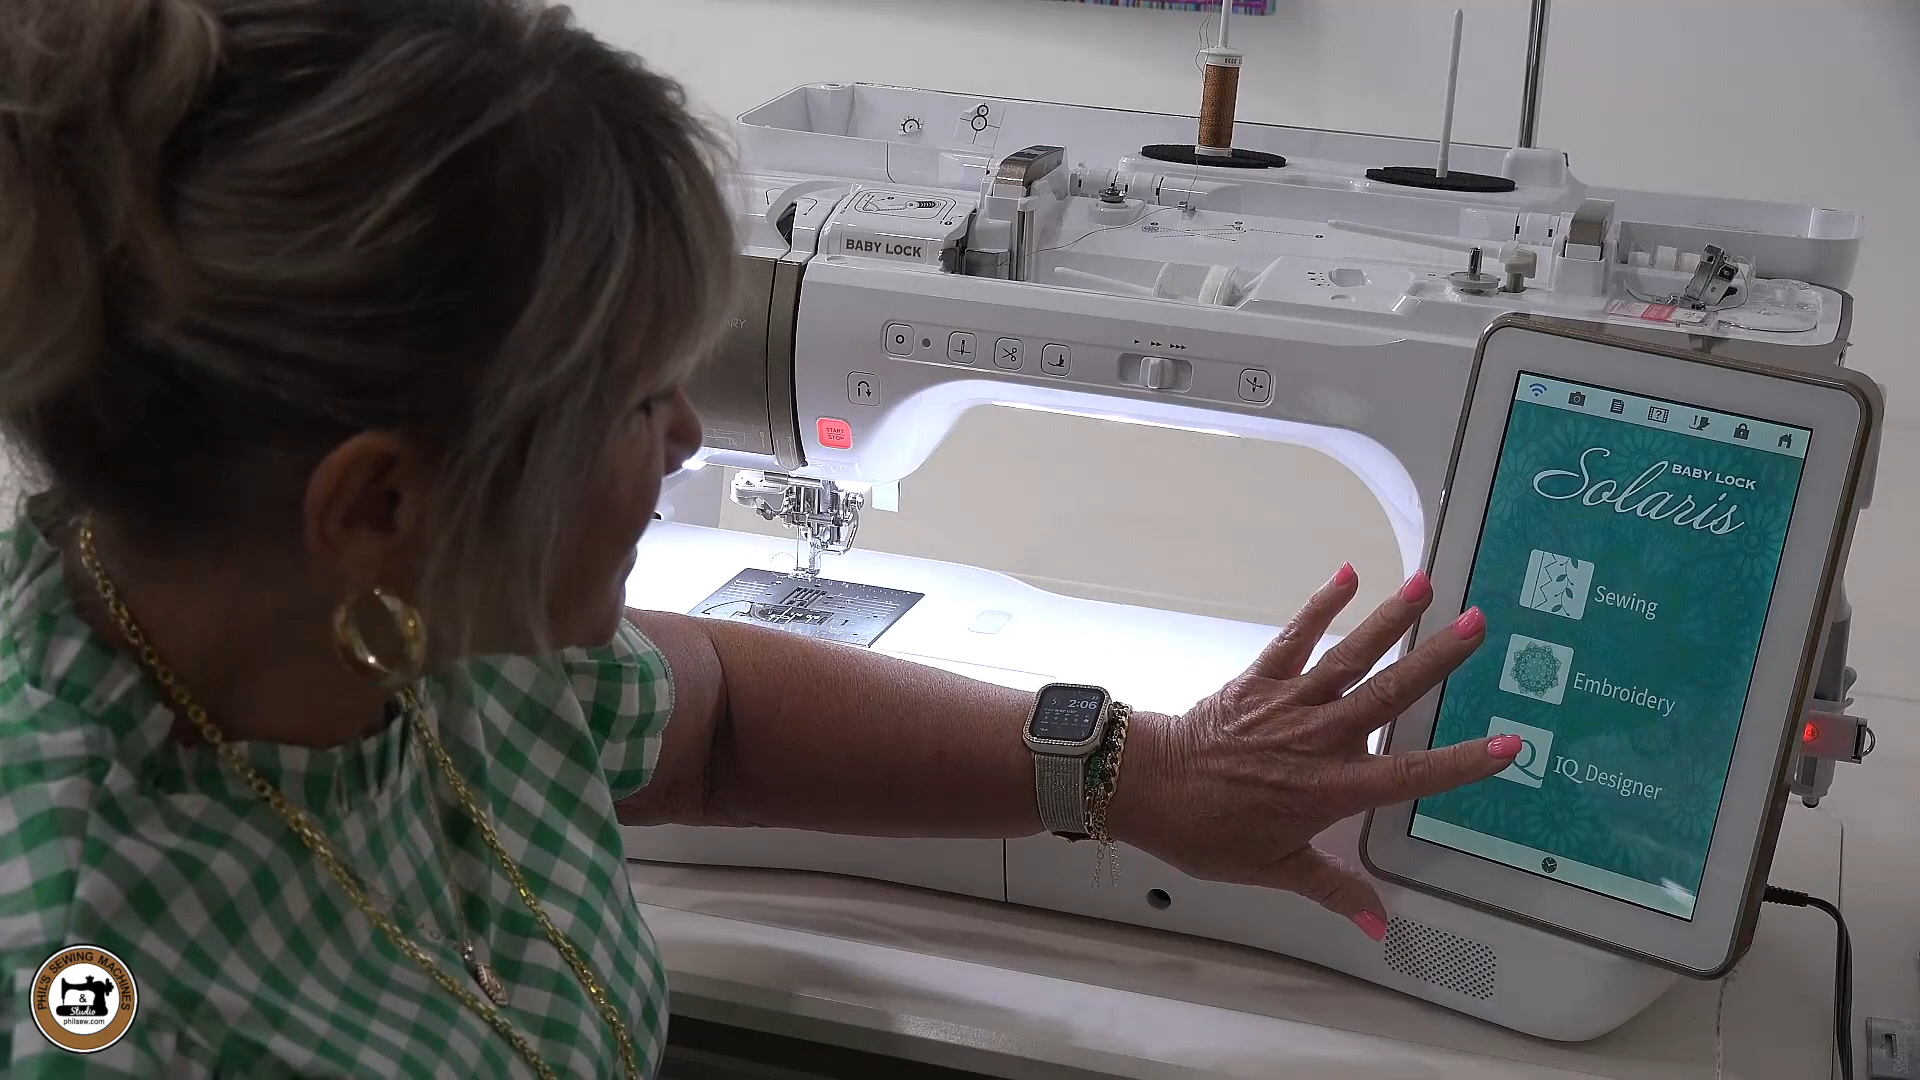 BABY LOCK
START
STOP
2:06
BABY LOCK
Solaris
Sewing
Embroidery
IQ Designer
PHIL'S SEWING MACHINES
&
Studio
philsew.com